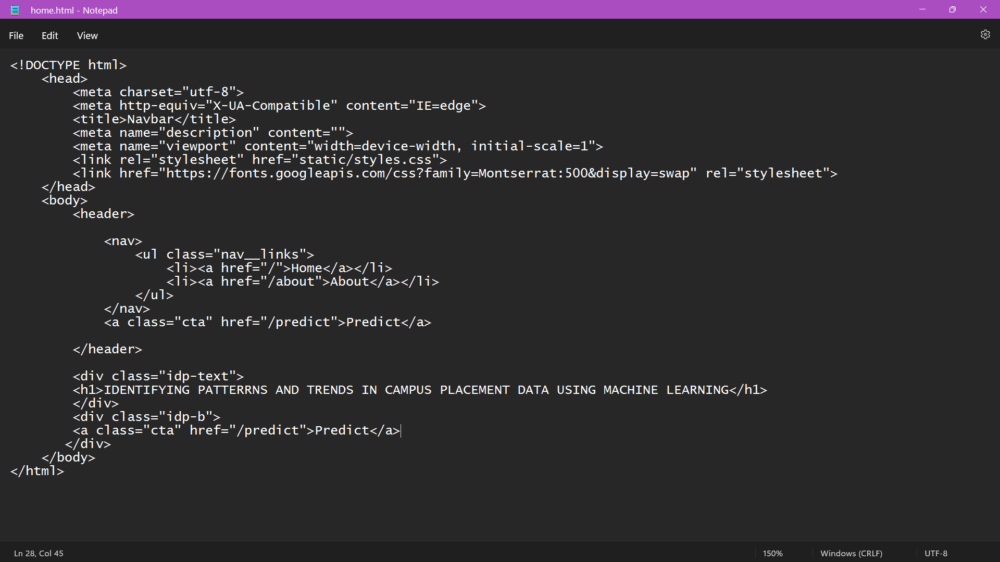 home.html - Notepad
File Edit View
<!DOCTYPE html>
    <head>
        <meta charset="utf-8">
        <meta http-equiv="X-UA-Compatible" content="IE=edge">
        <title>Navbar</title>
        <meta name="description" content="">
        <meta name="viewport" content="width=device-width, initial-scale=1">
        <link rel="stylesheet" href="static/styles.css">
        <link href="https://fonts.googleapis.com/css?family=Montserrat:500&display=swap" rel="stylesheet">
    </head>
    <body>
        <header>
            <nav>
                <ul class="nav__links">
                    <li><a href="/">Home</a></li>
                    <li><a href="/about">About</a></li>
                </ul>
            </nav>
            <a class="cta" href="/predict">Predict</a>
        </header>
        <div class="idp-text">
        <h1>IDENTIFYING PATTERRNS AND TRENDS IN CAMPUS PLACEMENT DATA USING MACHINE LEARNING</h1>
        </div>
        <div class="idp-b">
        <a class="cta" href="/predict">Predict</a>
       </div>
    </body>
</html>
Ln 28, Col 45 150% Windows (CRLF) UTF-8